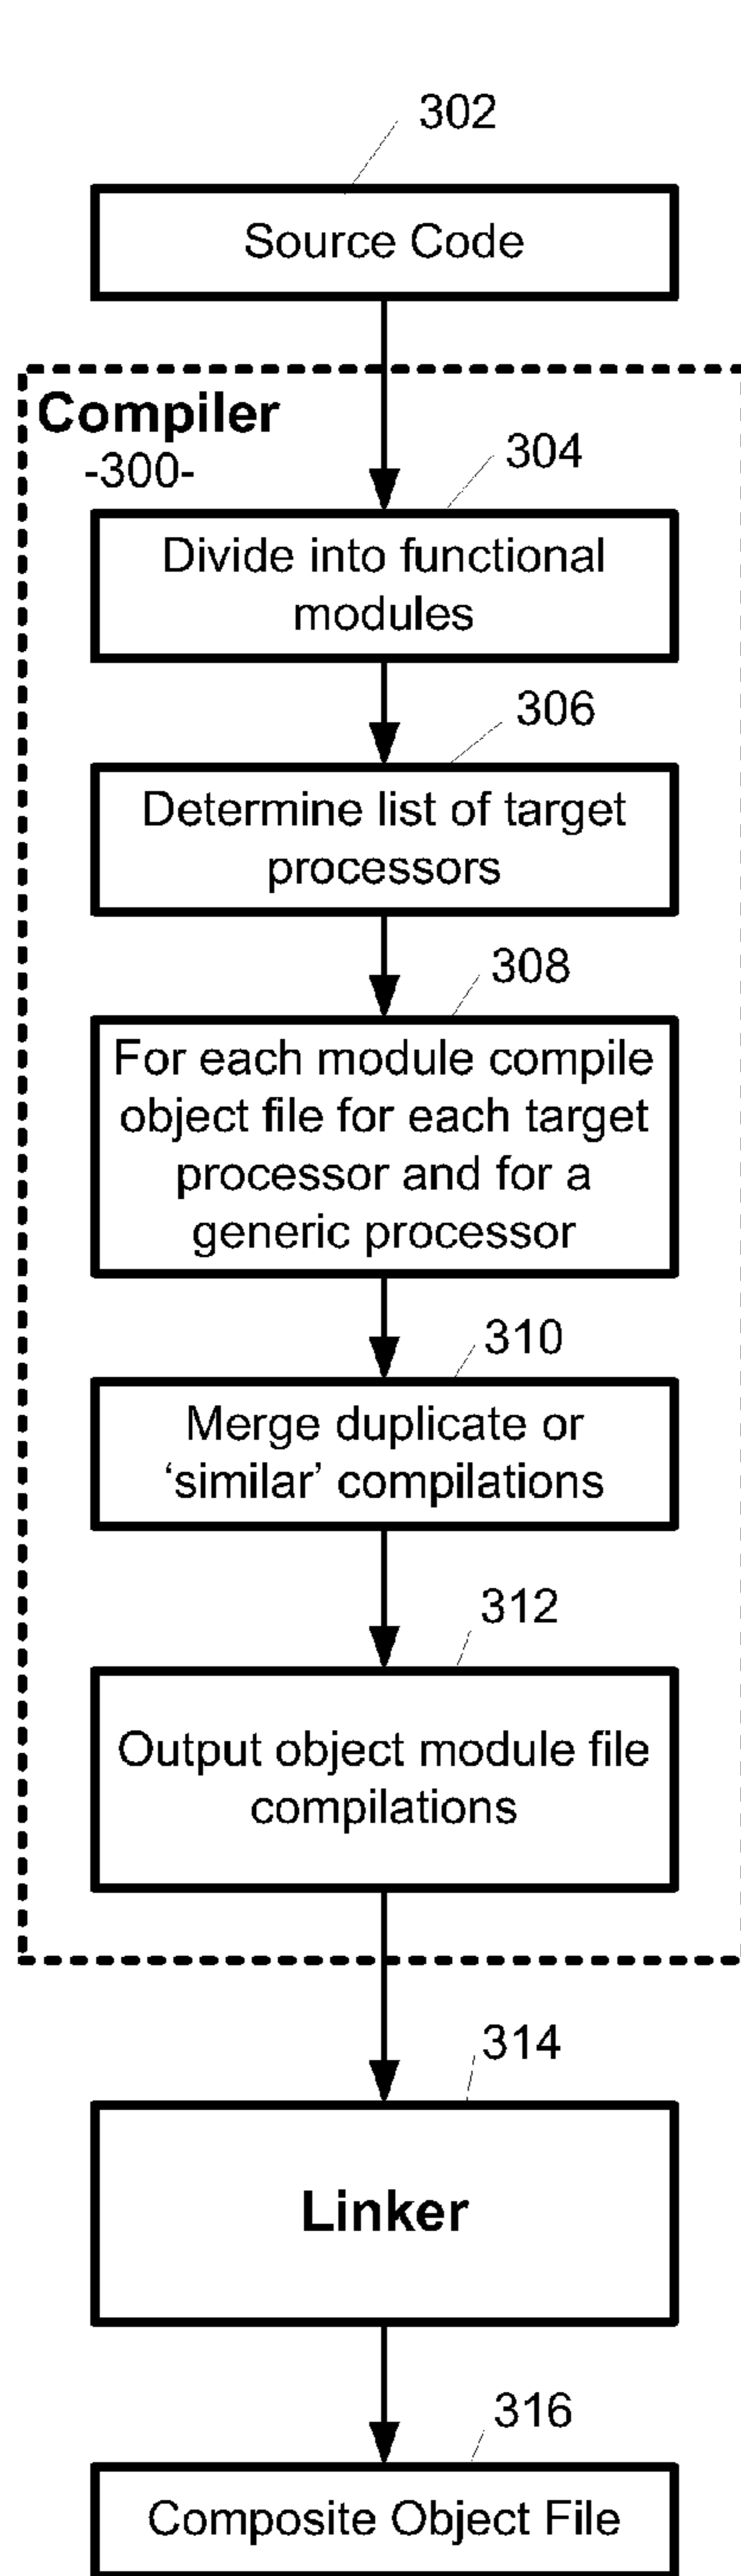 302
Source Code
Compiler
-300-
304
Divide into functional
modules
306
Determine list of target
processors
308
For each module compile
object file for each target
processor and for a
generic processor
310
Merge duplicate or
‘similar’ compilations
312
Output object module file
compilations
314
Linker
316
Composite Object File